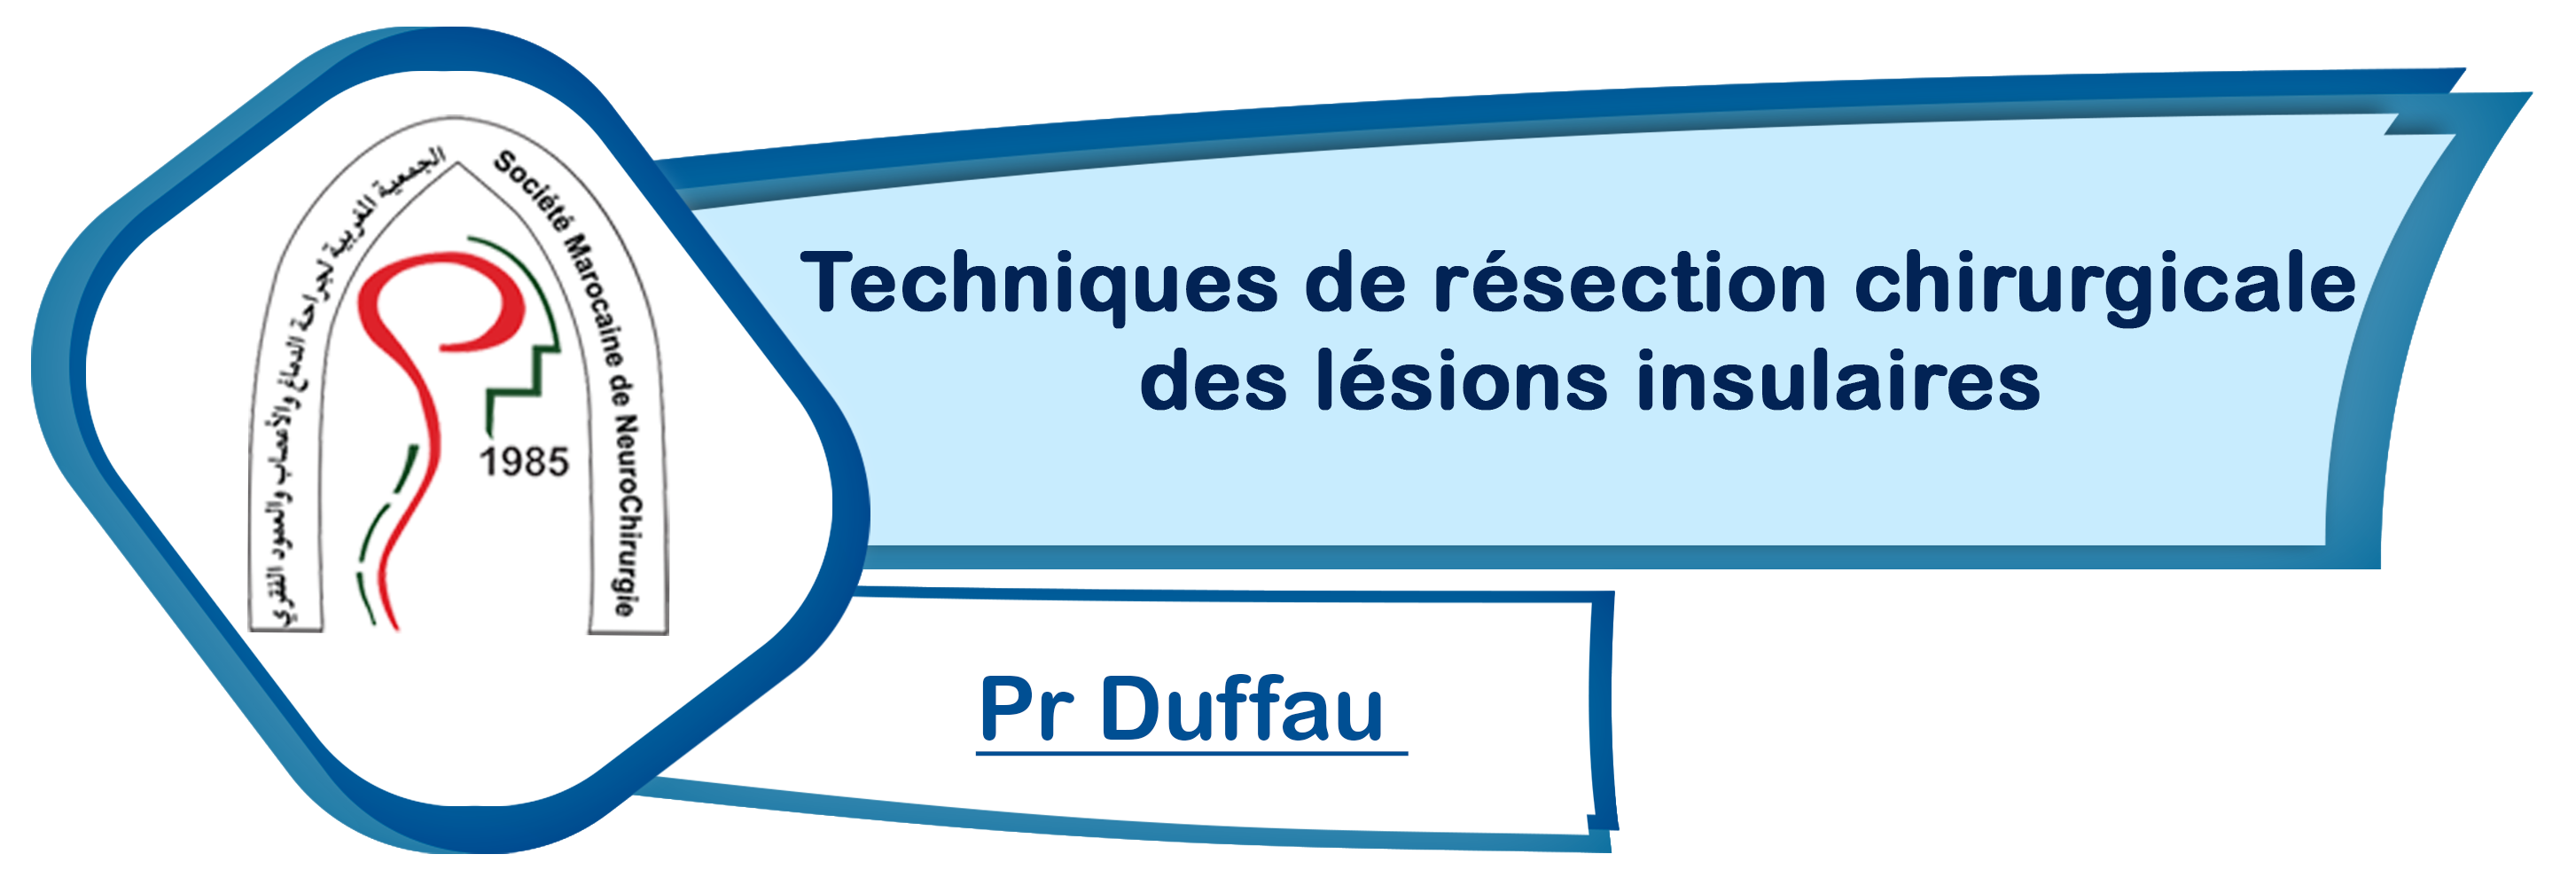 الجمعية المغربية لجراحة الدماغ والأعصاب والعمود الفقري
Société Marocaine de NeuroChirurgie
1985
Techniques de résection chirurgicale
des lésions insulaires
Pr Duffau